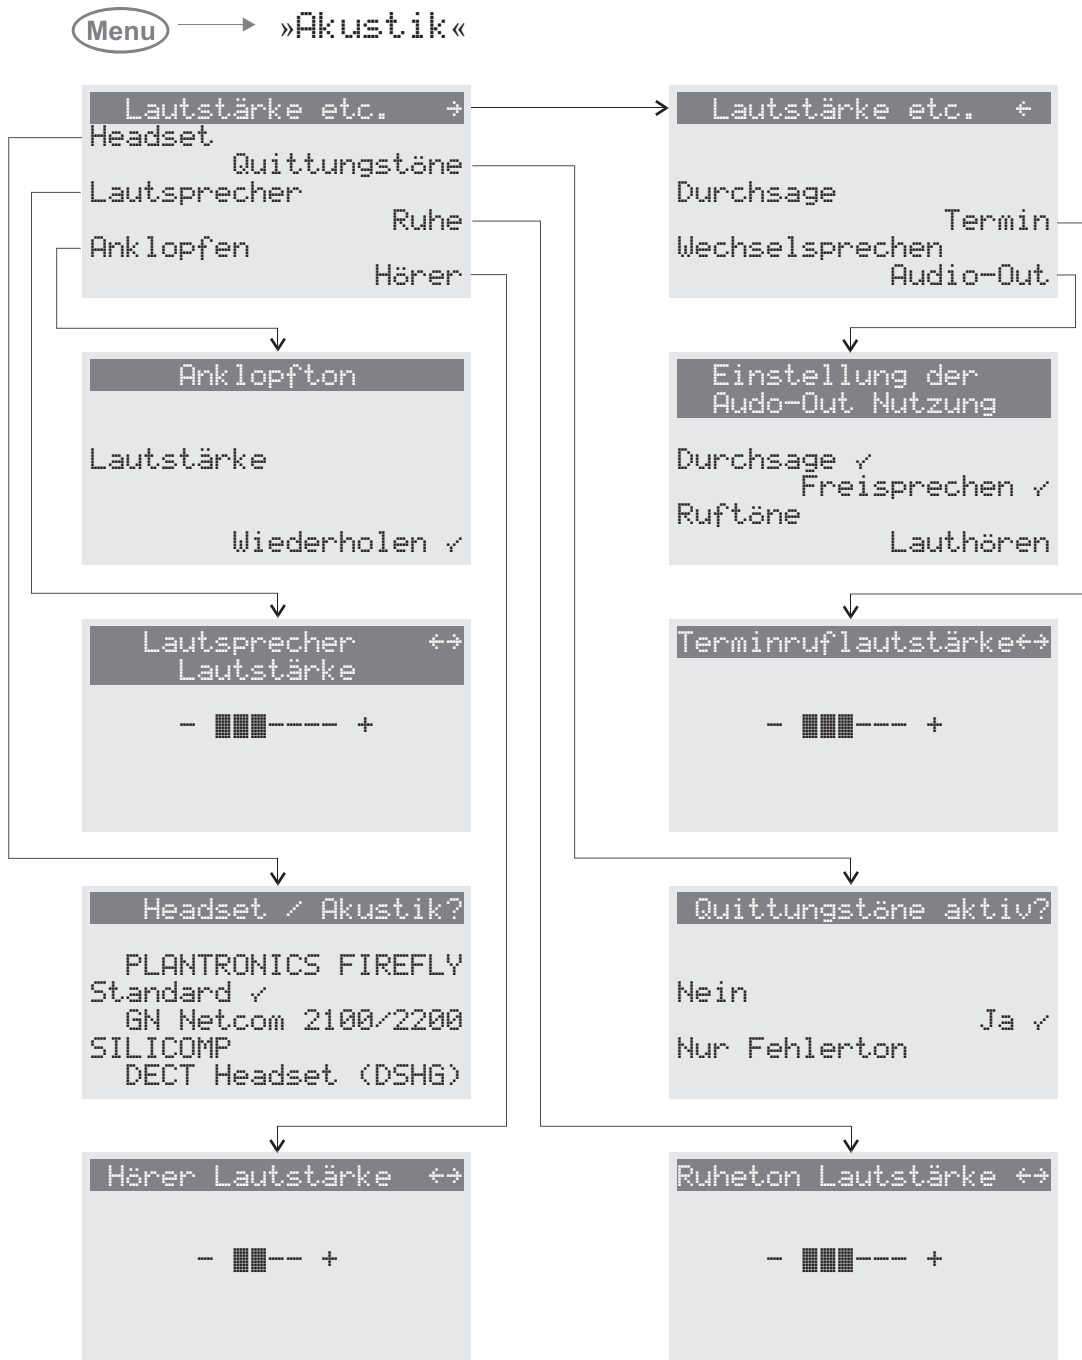 Menu »Akustik«
Lautstärke etc. →
Headset
Quittungstöne
Lautsprecher
Ruhe
Anklopfen
Hörer
Lautstärke etc. ←
Durchsage
Termin
Wechselsprechen
Audio-Out
Anklopfton
Lautstärke
Wiederholen ✓
Einstellung der
Audo-Out Nutzung
Durchsage ✓
Freisprechen ✓
Ruftöne
Lauthören
Lautsprecher ←→
Lautstärke
- ▓▓▓---- +
Terminruflautstärke←→
- ▓▓▓--- +
Headset / Akustik?
PLANTRONICS FIREFLY
Standard ✓
GN Netcom 2100/2200
SILICOMP
DECT Headset (DSHG)
Quittungstöne aktiv?
Nein
Ja ✓
Nur Fehlerton
Hörer Lautstärke ←→
- ▓▓-- +
Ruheton Lautstärke ←→
- ▓▓▓--- +